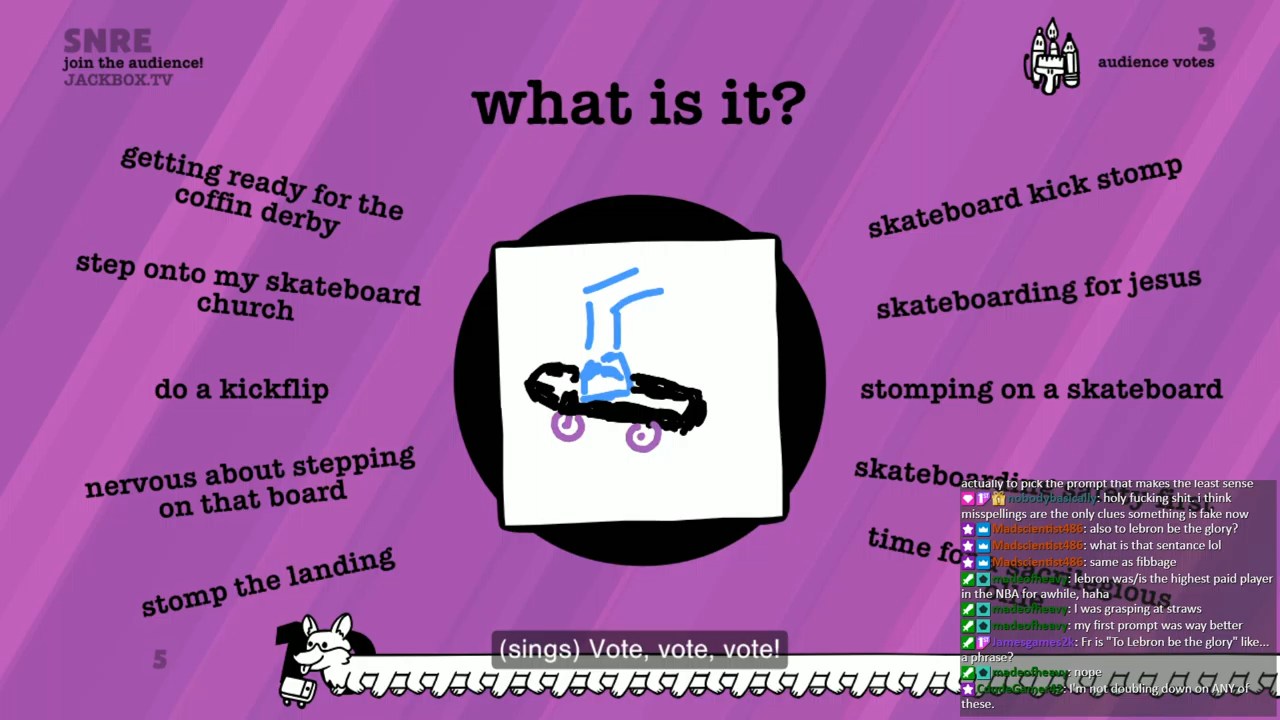 SNRE
join the audience!
JACKBOX.TV
3
audience votes
what is it?
getting ready for the
coffin derby
step onto my skateboard
church
do a kickflip
nervous about stepping
on that board
stomp the landing
skateboard kick stomp
skateboarding for jesus
stomping on a skateboard
skateboarding safety first
time for a sacrilegious
5
(sings) Vote, vote, vote!
actually to pick the prompt that makes the least sense
nobodybasically: holy fucking shit. i think
misspellings are the only clues something is fake now
Madscientist486: also to lebron be the glory?
Madscientist486: what is that sentance lol
Madscientist486: same as fibbage
madeofheavy: lebron was/is the highest paid player
in the NBA for awhile, haha
madeofheavy: I was grasping at straws
madeofheavy: my first prompt was way better
Jamesgames2k: Fr is "To Lebron be the glory" like...
a phrase?
madeofheavy: nope
I'm not doubling down on ANY of
these.